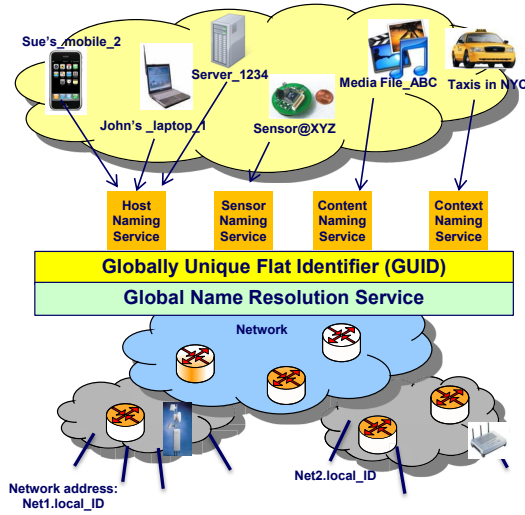 Sue's_mobile_2
Server_1234
Media File_ABC
Taxis in NYC
John's _laptop_1
Sensor@XYZ
Host
Naming
Service
Sensor
Naming
Service
Content
Naming
Service
Context
Naming
Service
Globally Unique Flat Identifier (GUID)
Global Name Resolution Service
Network
Net2.local_ID
Network address:
Net1.local_ID